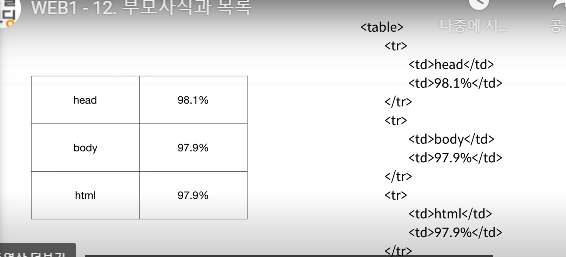 WEB1 - 12. 부모자식과 목록
나중에 시...
head 98.1%
body 97.9%
html 97.9%
<table>
<tr>
<td>head</td>
<td>98.1%</td>
</tr>
<tr>
<td>body</td>
<td>97.9%</td>
</tr>
<tr>
<td>html</td>
<td>97.9%</td>
</tr>